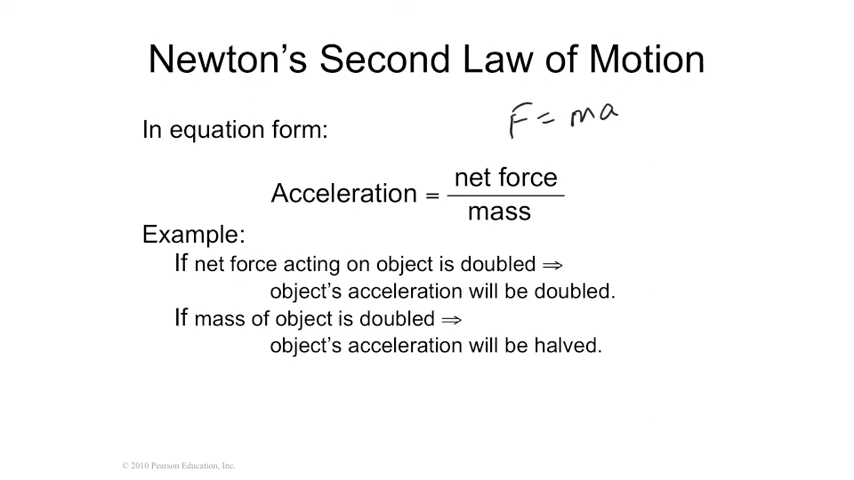 Newton's Second Law of Motion
F = ma
In equation form:
Acceleration = net force
mass
Example:
If net force acting on object is doubled ⇒
object's acceleration will be doubled.
If mass of object is doubled ⇒
object's acceleration will be halved.
© 2010 Pearson Education, Inc.